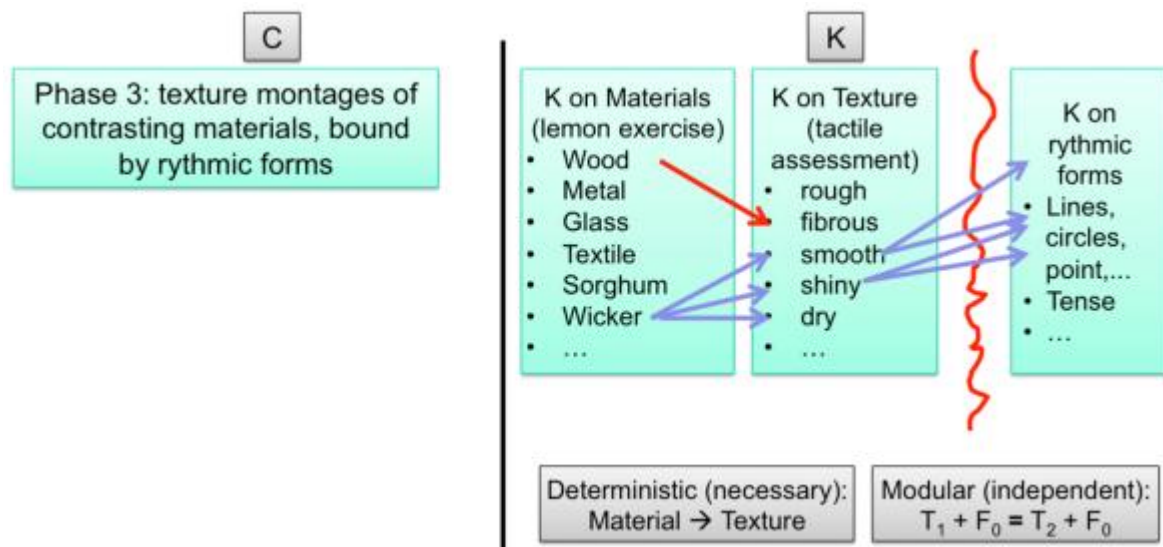 C
Phase 3: texture montages of
contrasting materials, bound
by rythmic forms
K
K on Materials
(lemon exercise)
• Wood
• Metal
• Glass
• Textile
• Sorghum
• Wicker
• …
K on Texture
(tactile
assessment)
• rough
• fibrous
• smooth
• shiny
• dry
• …
K on
rytmic
forms
• Lines,
circles,
point,...
• Tense
• …
Deterministic (necessary):
Material → Texture
Modular (independent):
T₁ + F₀ = T₂ + F₀